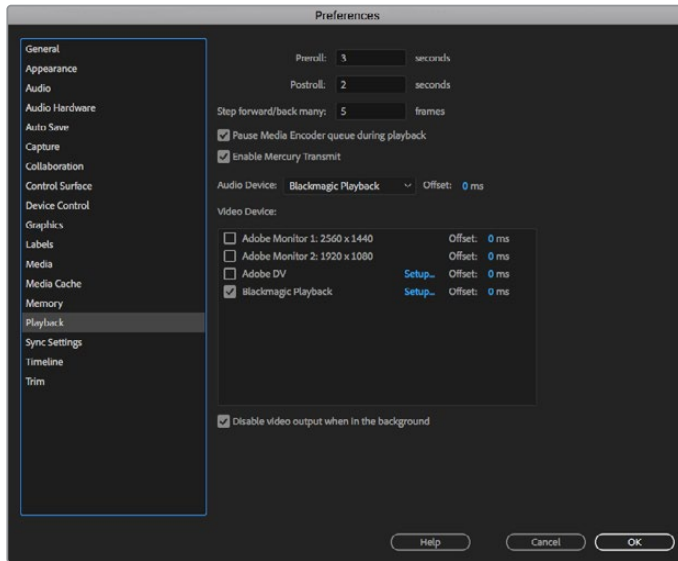 Preferences
General
Appearance
Audio
Audio Hardware
Auto Save
Capture
Collaboration
Control Surface
Device Control
Graphics
Labels
Media
Media Cache
Memory
Playback
Sync Settings
Timeline
Trim
Preroll: 3 seconds
Postroll: 2 seconds
Step forward/back many: 5 frames
Pause Media Encoder queue during playback
Enable Mercury Transmit
Audio Device: Blackmagic Playback Offset: 0 ms
Video Device:
Adobe Monitor 1: 2560 x 1440 Offset: 0 ms
Adobe Monitor 2: 1920 x 1080 Offset: 0 ms
Adobe DV Setup... Offset: 0 ms
Blackmagic Playback Setup... Offset: 0 ms
Disable video output when in the background
Help Cancel OK